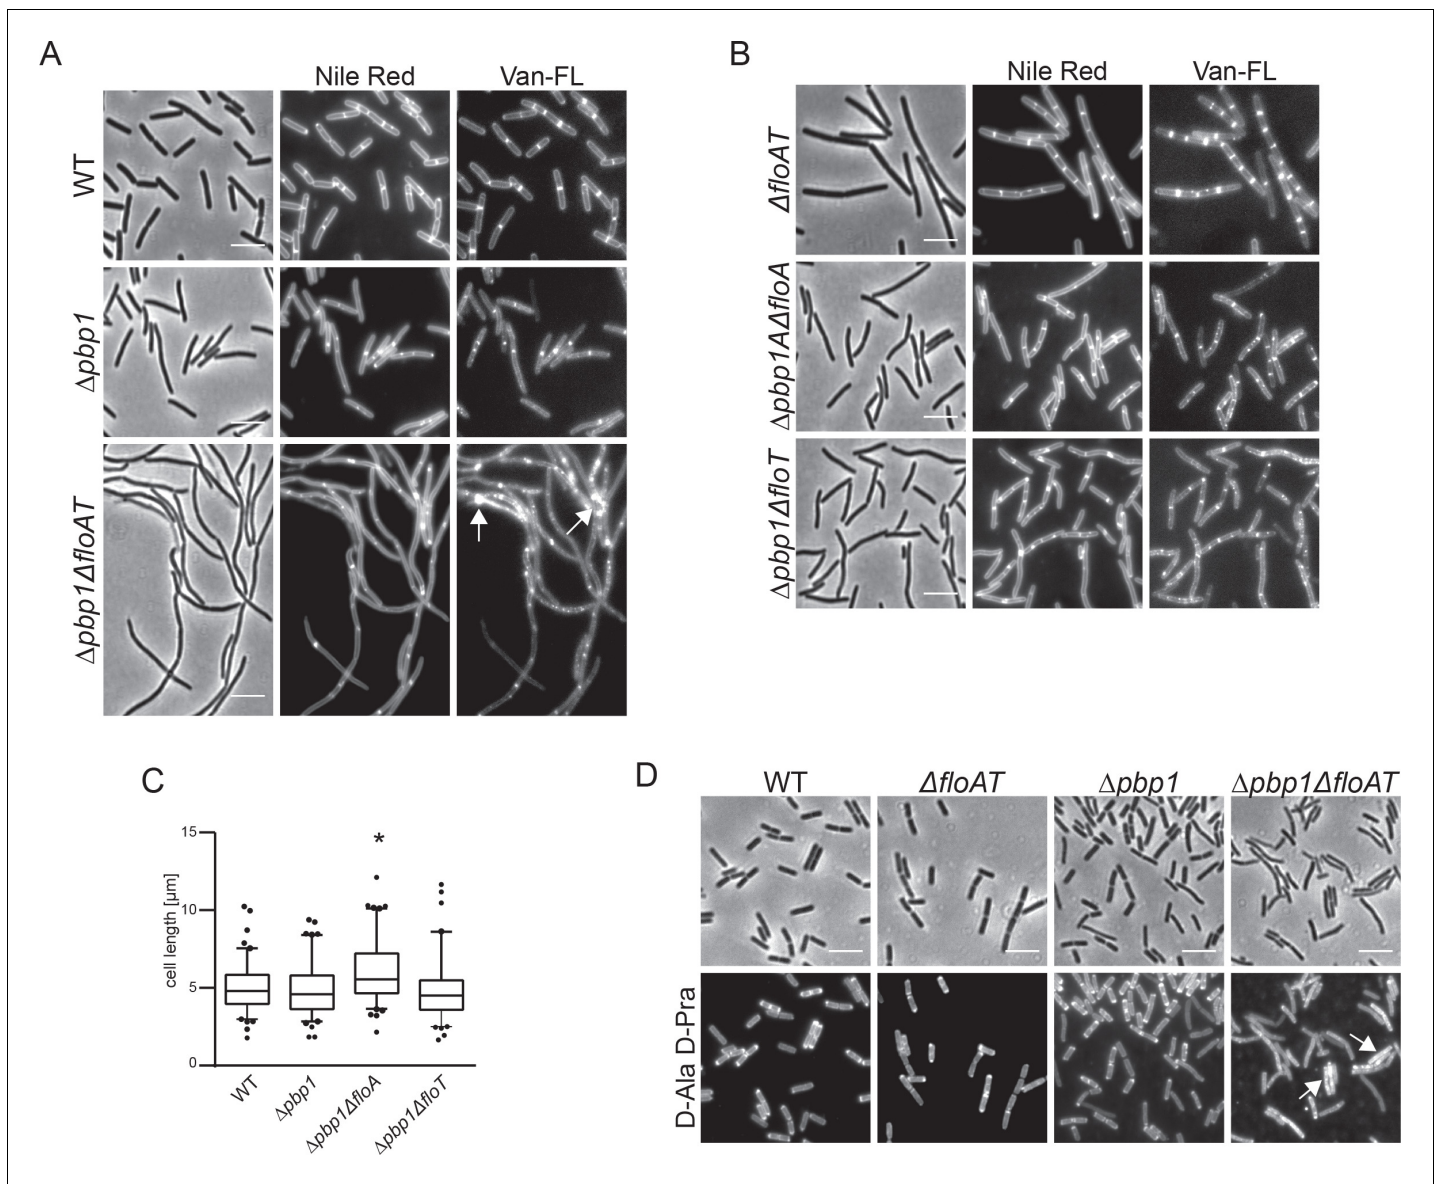 A
Nile Red
Van-FL
WT
Δpbp1
Δpbp1ΔfloAT
B
Nile Red
Van-FL
ΔfloAT
Δpbp1AΔfloA
Δpbp1ΔfloT
C
*
cell length [µm]
15
10
5
0
WT
Δpbp1
Δpbp1ΔfloA
Δpbp1ΔfloT
D
WT
ΔfloAT
Δpbp1
Δpbp1ΔfloAT
D-Ala D-Pra